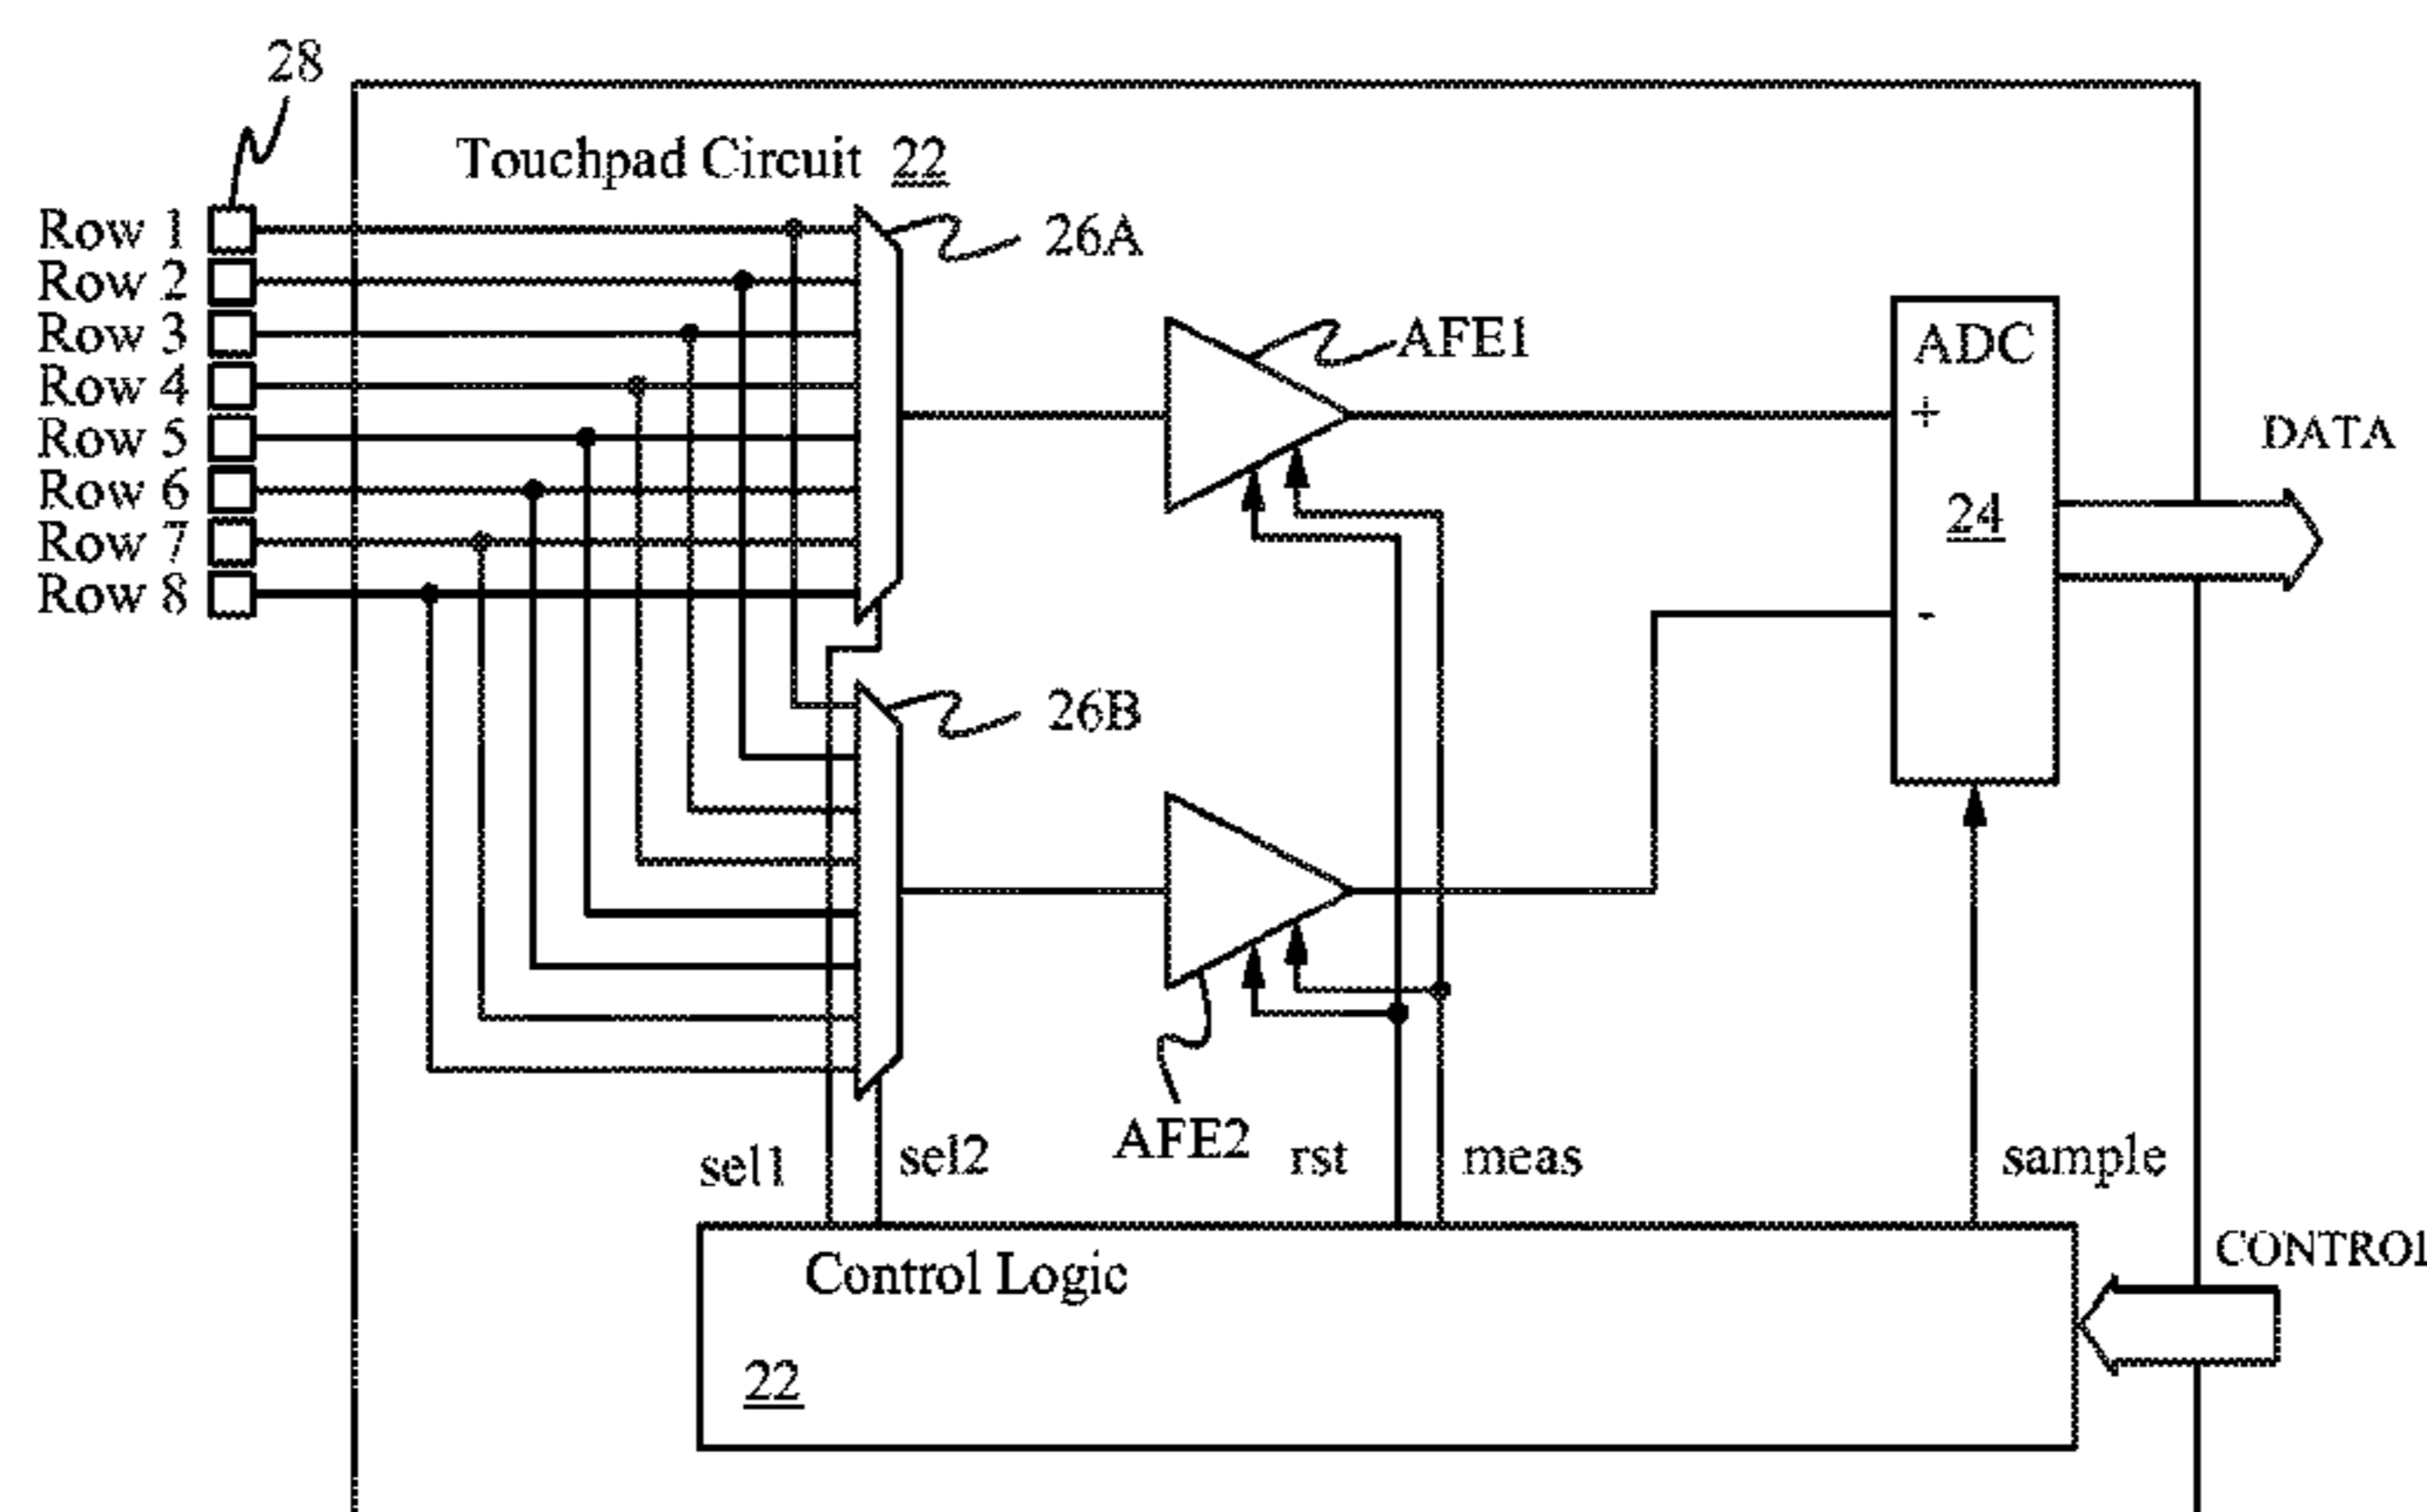 28
Touchpad Circuit 22
26A
Row 1
Row 2
Row 3
Row 4
Row 5
Row 6
Row 7
Row 8
AFE1
ADC
+
24
-
DATA
26B
AFE2
sel1
sel2
rst
meas
sample
Control Logic
22
CONTROL